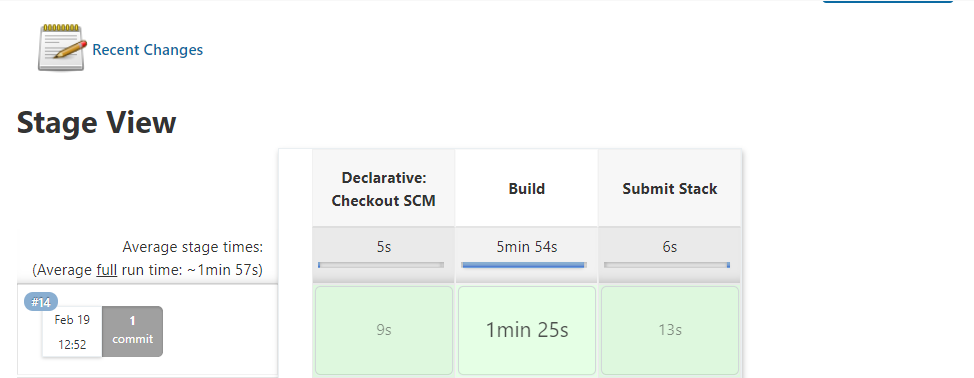 Recent Changes
Stage View
Declarative:
Checkout SCM
Build
Submit Stack
Average stage times:
(Average full run time: ~1min 57s)
5s
5min 54s
6s
#14
Feb 19
12:52
1
commit
9s
1min 25s
13s